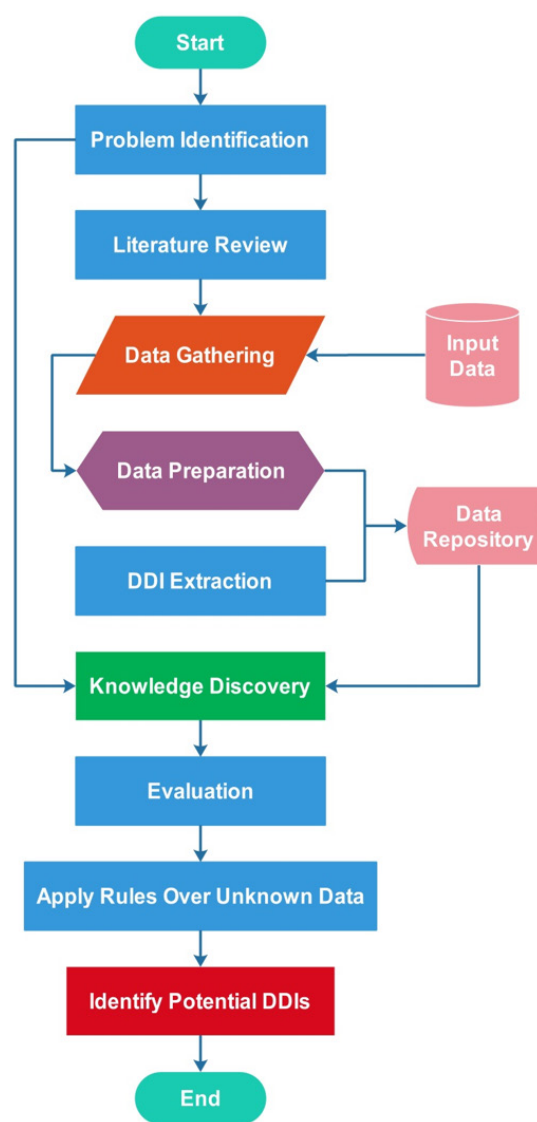 Start
Problem Identification
Literature Review
Data Gathering
Input
Data
Data Preparation
Data
Repository
DDI Extraction
Knowledge Discovery
Evaluation
Apply Rules Over Unknown Data
Identify Potential DDIs
End